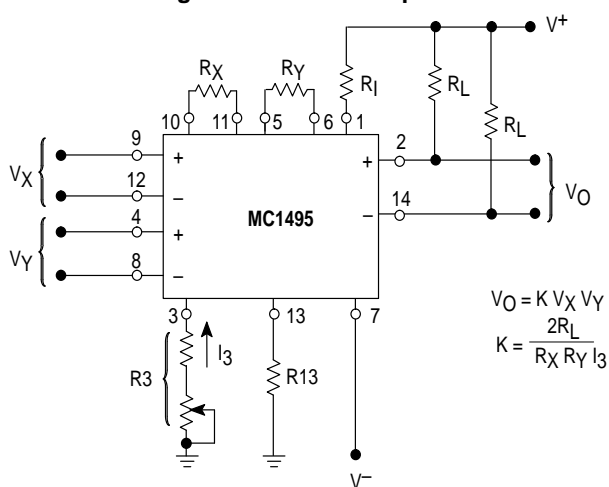 V+
RX
RY
RI
RL
RL
10
11
5
6
1
9
+
2
+
VX
12
–
14
–
VO
4
+
MC1495
VY
8
–
3
13
7
I3
R3
R13
V–
VO = K VX VY
K = 2RL / RX RY I3